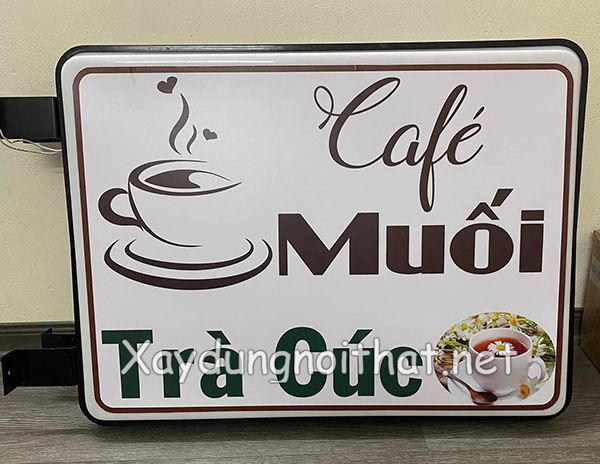 Café
Muối
Trà Cúc
Xaydungnoithat.net